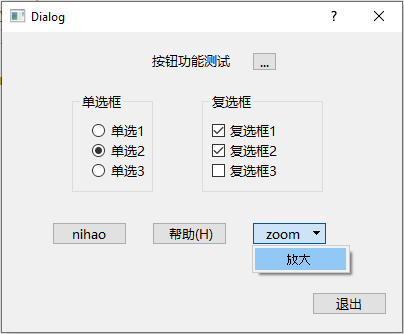 Dialog
?
按钮功能测试 ...
单选框 复选框
单选1 复选框1
单选2 复选框2
单选3 复选框3
nihao 帮助(H) zoom
放大
退出